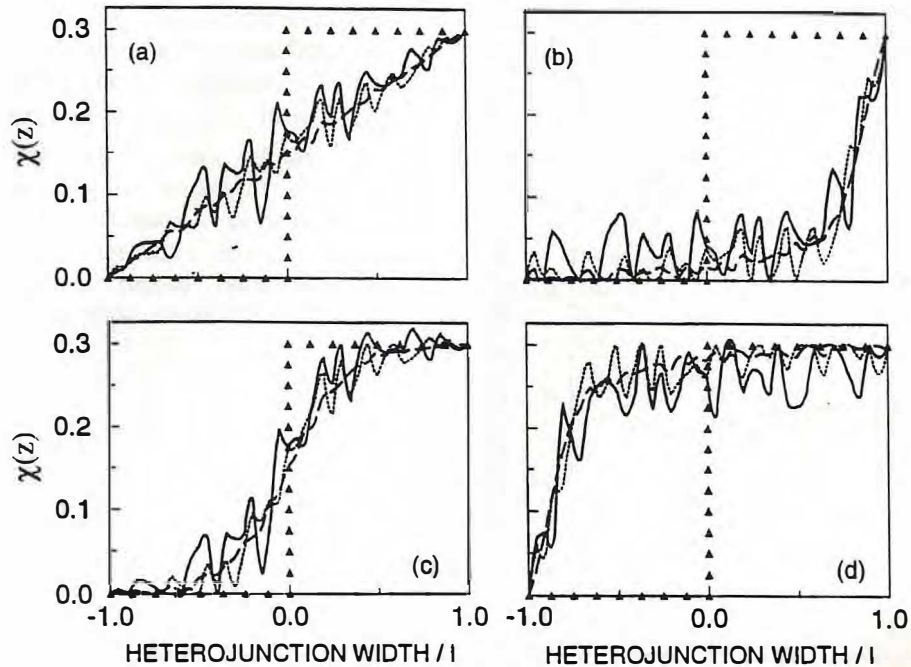 0.3
0.2
0.1
0.0
χ(z)
(a)
(b)
0.3
0.2
0.1
0.0
χ(z)
(c)
(d)
-1.0 0.0 1.0
-1.0 0.0 1.0
HETEROJUNCTION WIDTH / l
HETEROJUNCTION WIDTH / l